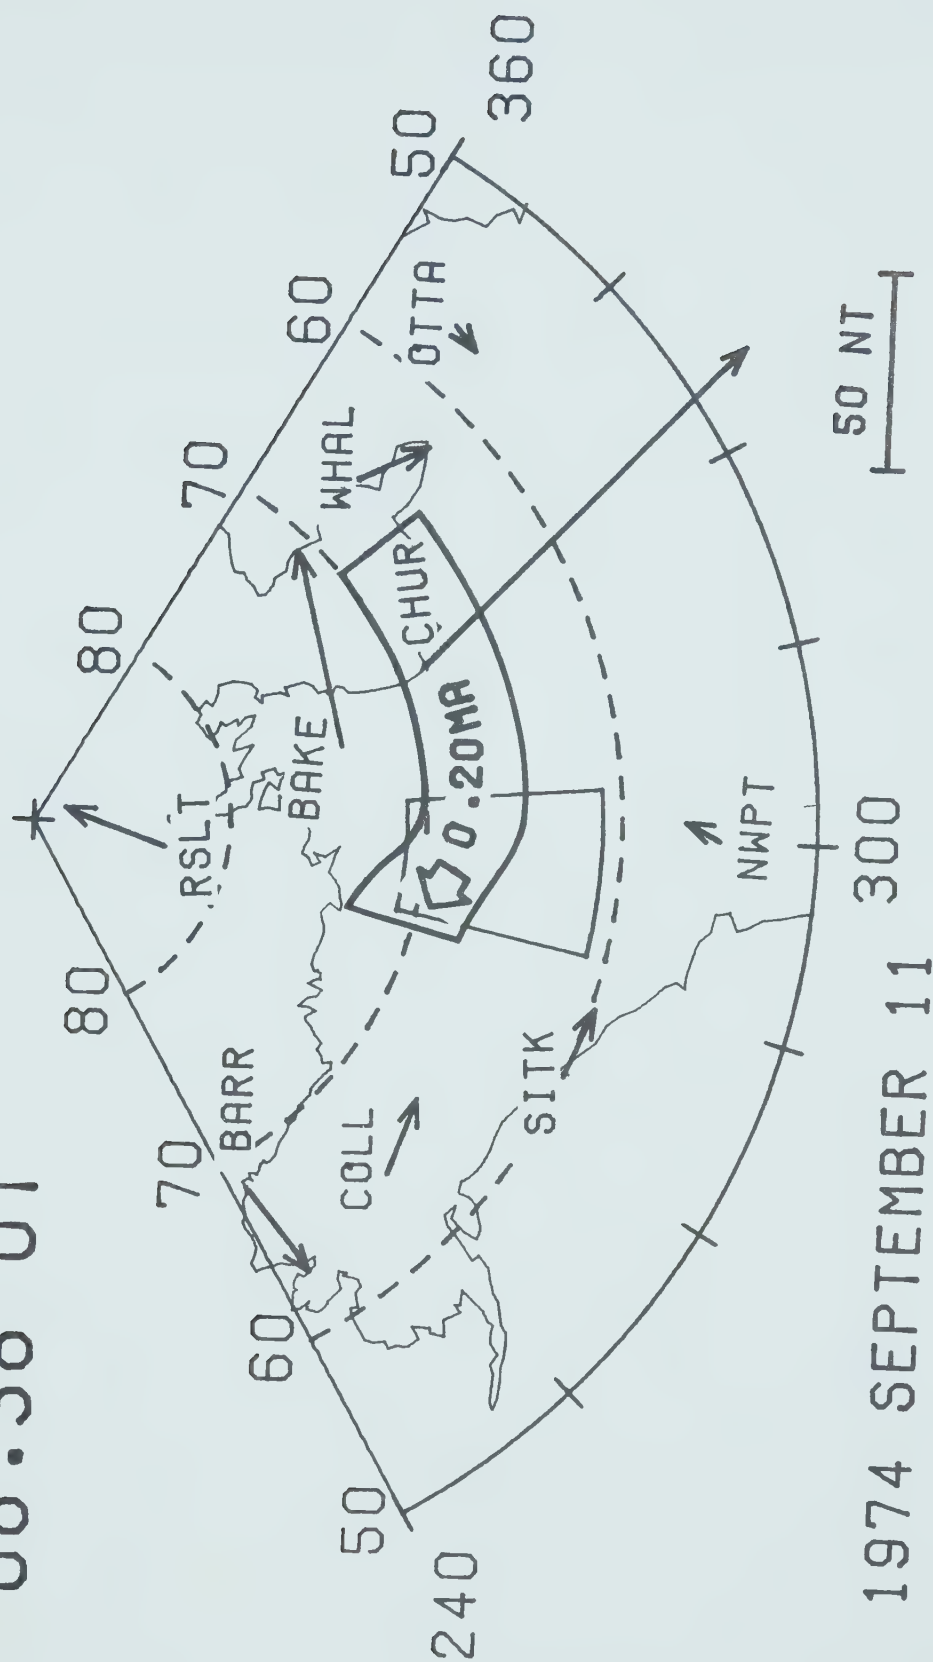 80
70
60
50
240
80
70
60
50
360
300
RSLT
BAKE
WHAL
OTTA
CHUR
BARR
COLL
SITK
NWPT
0.20MA
50 NT
1974 SEPTEMBER 11